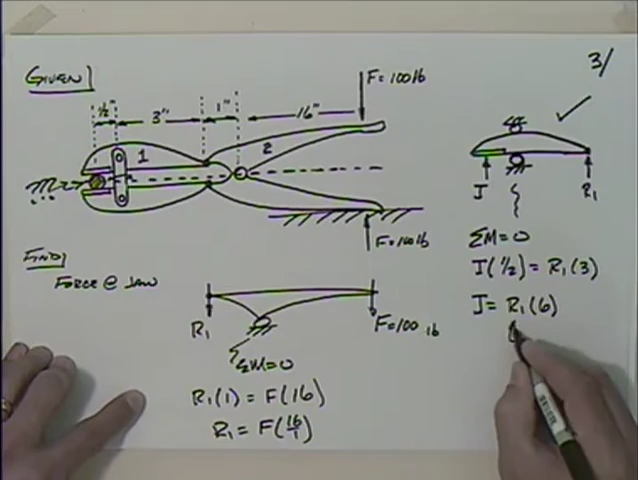 3/
GIVEN
½" 3" 1" 16" F=100 lb
1 2
J R₁
F=100 lb
ΣM=0
FIND
J(½) = R₁(3)
FORCE @ JAW
J = R₁(6)
R₁ F=100 lb
ΣM=0
R₁(1) = F(16)
R₁ = F(16/1)